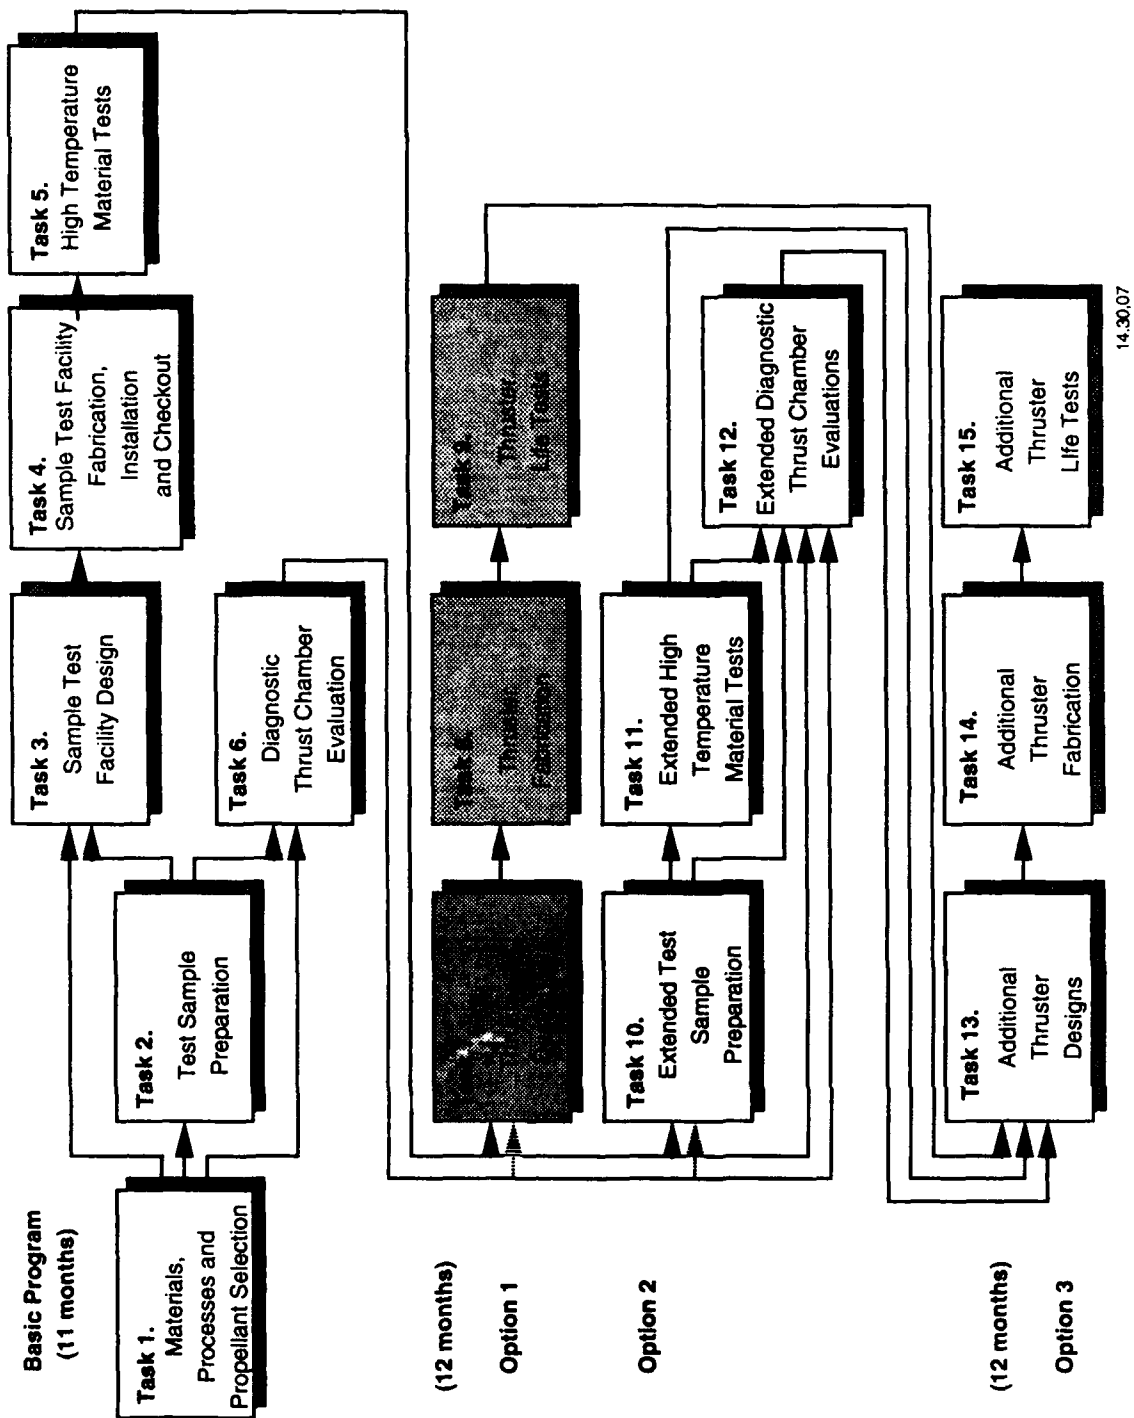 Basic Program
(11 months)
Task 1.
Materials,
Processes and
Propellant Selection
Task 2.
Test Sample
Preparation
Task 3.
Sample Test
Facility Design
Task 4.
Sample Test Facility
Fabrication,
Installation
and Checkout
Task 5.
High Temperature
Material Tests
Task 6.
Diagnostic
Thrust Chamber
Evaluation
(12 months)
Option 1
Task 8.
Thruster
Fabrication
Task 9.
Thruster
Life Tests
Option 2
Task 10.
Extended Test
Sample
Preparation
Task 11.
Extended High
Temperature
Material Tests
Task 12.
Extended Diagnostic
Thrust Chamber
Evaluations
(12 months)
Option 3
Task 13.
Additional
Thruster
Designs
Task 14.
Additional
Thruster
Fabrication
Task 15.
Additional
Thruster
LIfe Tests
14.30.07